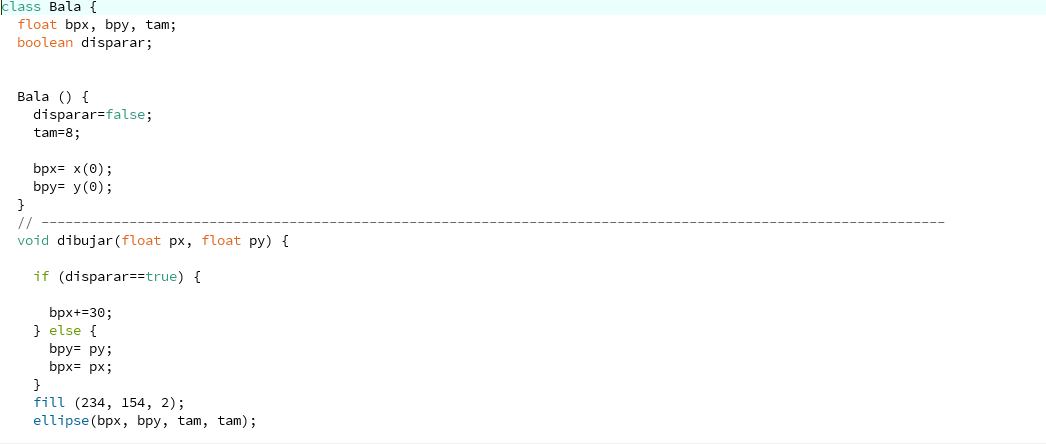 class Bala {
  float bpx, bpy, tam;
  boolean disparar;
  Bala () {
    disparar=false;
    tam=8;
    bpx= x(0);
    bpy= y(0);
  }
  // -----------------------------------------------------------------------------------------------------------------
  void dibujar(float px, float py) {
    if (disparar==true) {
      bpx+=30;
    } else {
      bpy= py;
      bpx= px;
    }
    fill (234, 154, 2);
    ellipse(bpx, bpy, tam, tam);